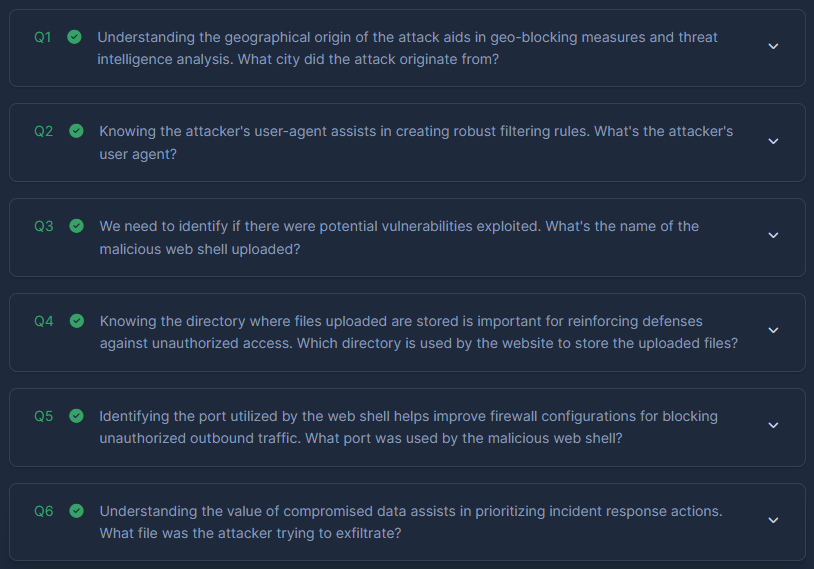 Q1 Understanding the geographical origin of the attack aids in geo-blocking measures and threat
intelligence analysis. What city did the attack originate from?
Q2 Knowing the attacker's user-agent assists in creating robust filtering rules. What's the attacker's
user agent?
Q3 We need to identify if there were potential vulnerabilities exploited. What's the name of the
malicious web shell uploaded?
Q4 Knowing the directory where files uploaded are stored is important for reinforcing defenses
against unauthorized access. Which directory is used by the website to store the uploaded files?
Q5 Identifying the port utilized by the web shell helps improve firewall configurations for blocking
unauthorized outbound traffic. What port was used by the malicious web shell?
Q6 Understanding the value of compromised data assists in prioritizing incident response actions.
What file was the attacker trying to exfiltrate?